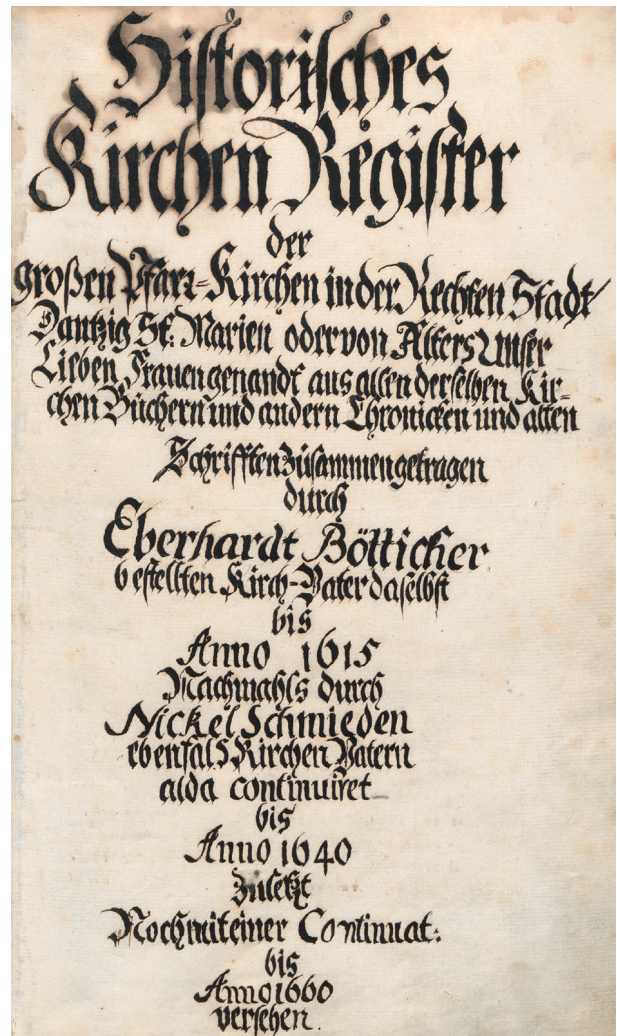 Historisches
Kirchen Register
der
großen Pfarr-Kirchen in der Rechten Stadt
Dantzig St: Marien oder von Alters Unser
Lieben Frauen genandt aus allen derselben Kir-
chen Büchern und andern Chronicken und alten
Schrifften zusammengetragen
durch
Eberhardt Bötticher
bestellten Kirch-Vater daselbst
bis
Anno 1615
Nachmahls durch
Nickel Schmieden
ebenfals Kirchen Vatern
alda continuiret
bis
Anno 1640
zuletzt
Noch mit einer Continuat:
bis
Anno 1660
versehen.